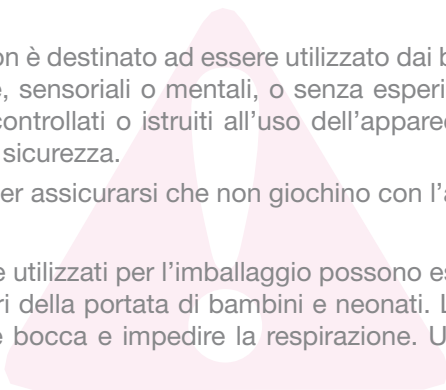 on è destinato ad essere utilizzato dai b
e, sensoriali o mentali, o senza esperi
controllati o istruiti all’uso dell’apparec
sicurezza.
per assicurarsi che non giochino con l’a
e utilizzati per l’imballaggio possono es
ri della portata di bambini e neonati. L
e bocca e impedire la respirazione. U